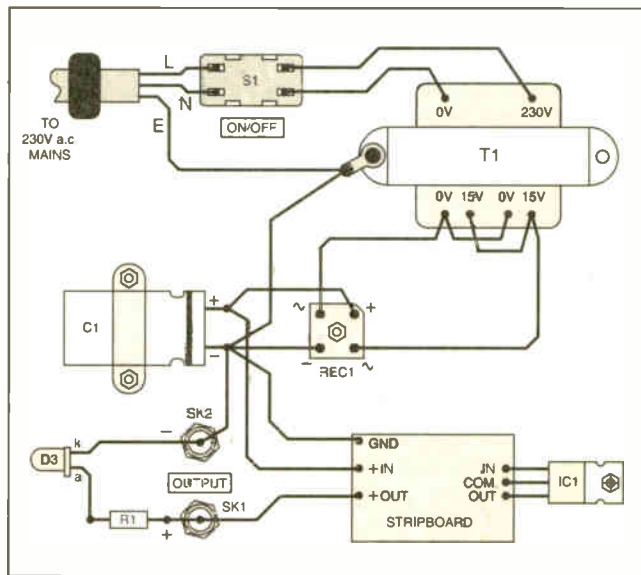 L
N
E
S1
ON/OFF
TO
230V a.c
MAINS
0V
230V
T1
0V 15V 0V 15V
C1
+
−
~
+
−
~
REC1
SK2
−
k
D3
a
OUTPUT
R1
+
SK1
GND
+IN
+OUT
IN
COM.
OUT
STRIPBOARD
IC1